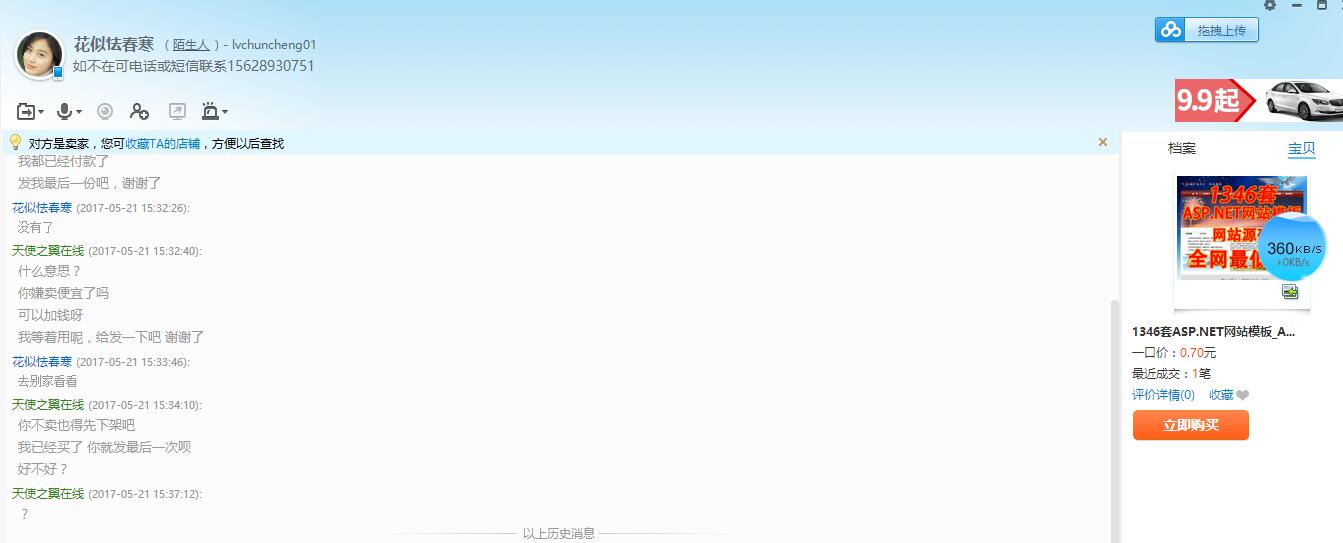 花似怯春寒 （ 陌生人 ）- lvchuncheng01
如不在可电话或短信联系15628930751
拖拽上传
9.9起
对方是卖家，您可收藏TA的店铺，方便以后查找
我都已经付款了
发我最后一份吧，谢谢了
花似怯春寒 (2017-05-21 15:32:26):
没有了
天使之翼在线 (2017-05-21 15:32:40):
什么意思？
你嫌卖便宜了吗
可以加钱呀
我等着用呢，给发一下吧 谢谢了
花似怯春寒 (2017-05-21 15:33:46):
去别家看看
天使之翼在线 (2017-05-21 15:34:10):
你不卖也得先下架吧
我已经买了 你就发最后一次呗
好不好？
天使之翼在线 (2017-05-21 15:37:12):
？
以上历史消息
档案
宝贝
1346套
ASP.NET网站模板
网站源
全网最低
360KB/S
+0KB/s
1346套ASP.NET网站模板_A...
一口价：0.70元
最近成交：1笔
评价详情(0) 收藏
立即购买